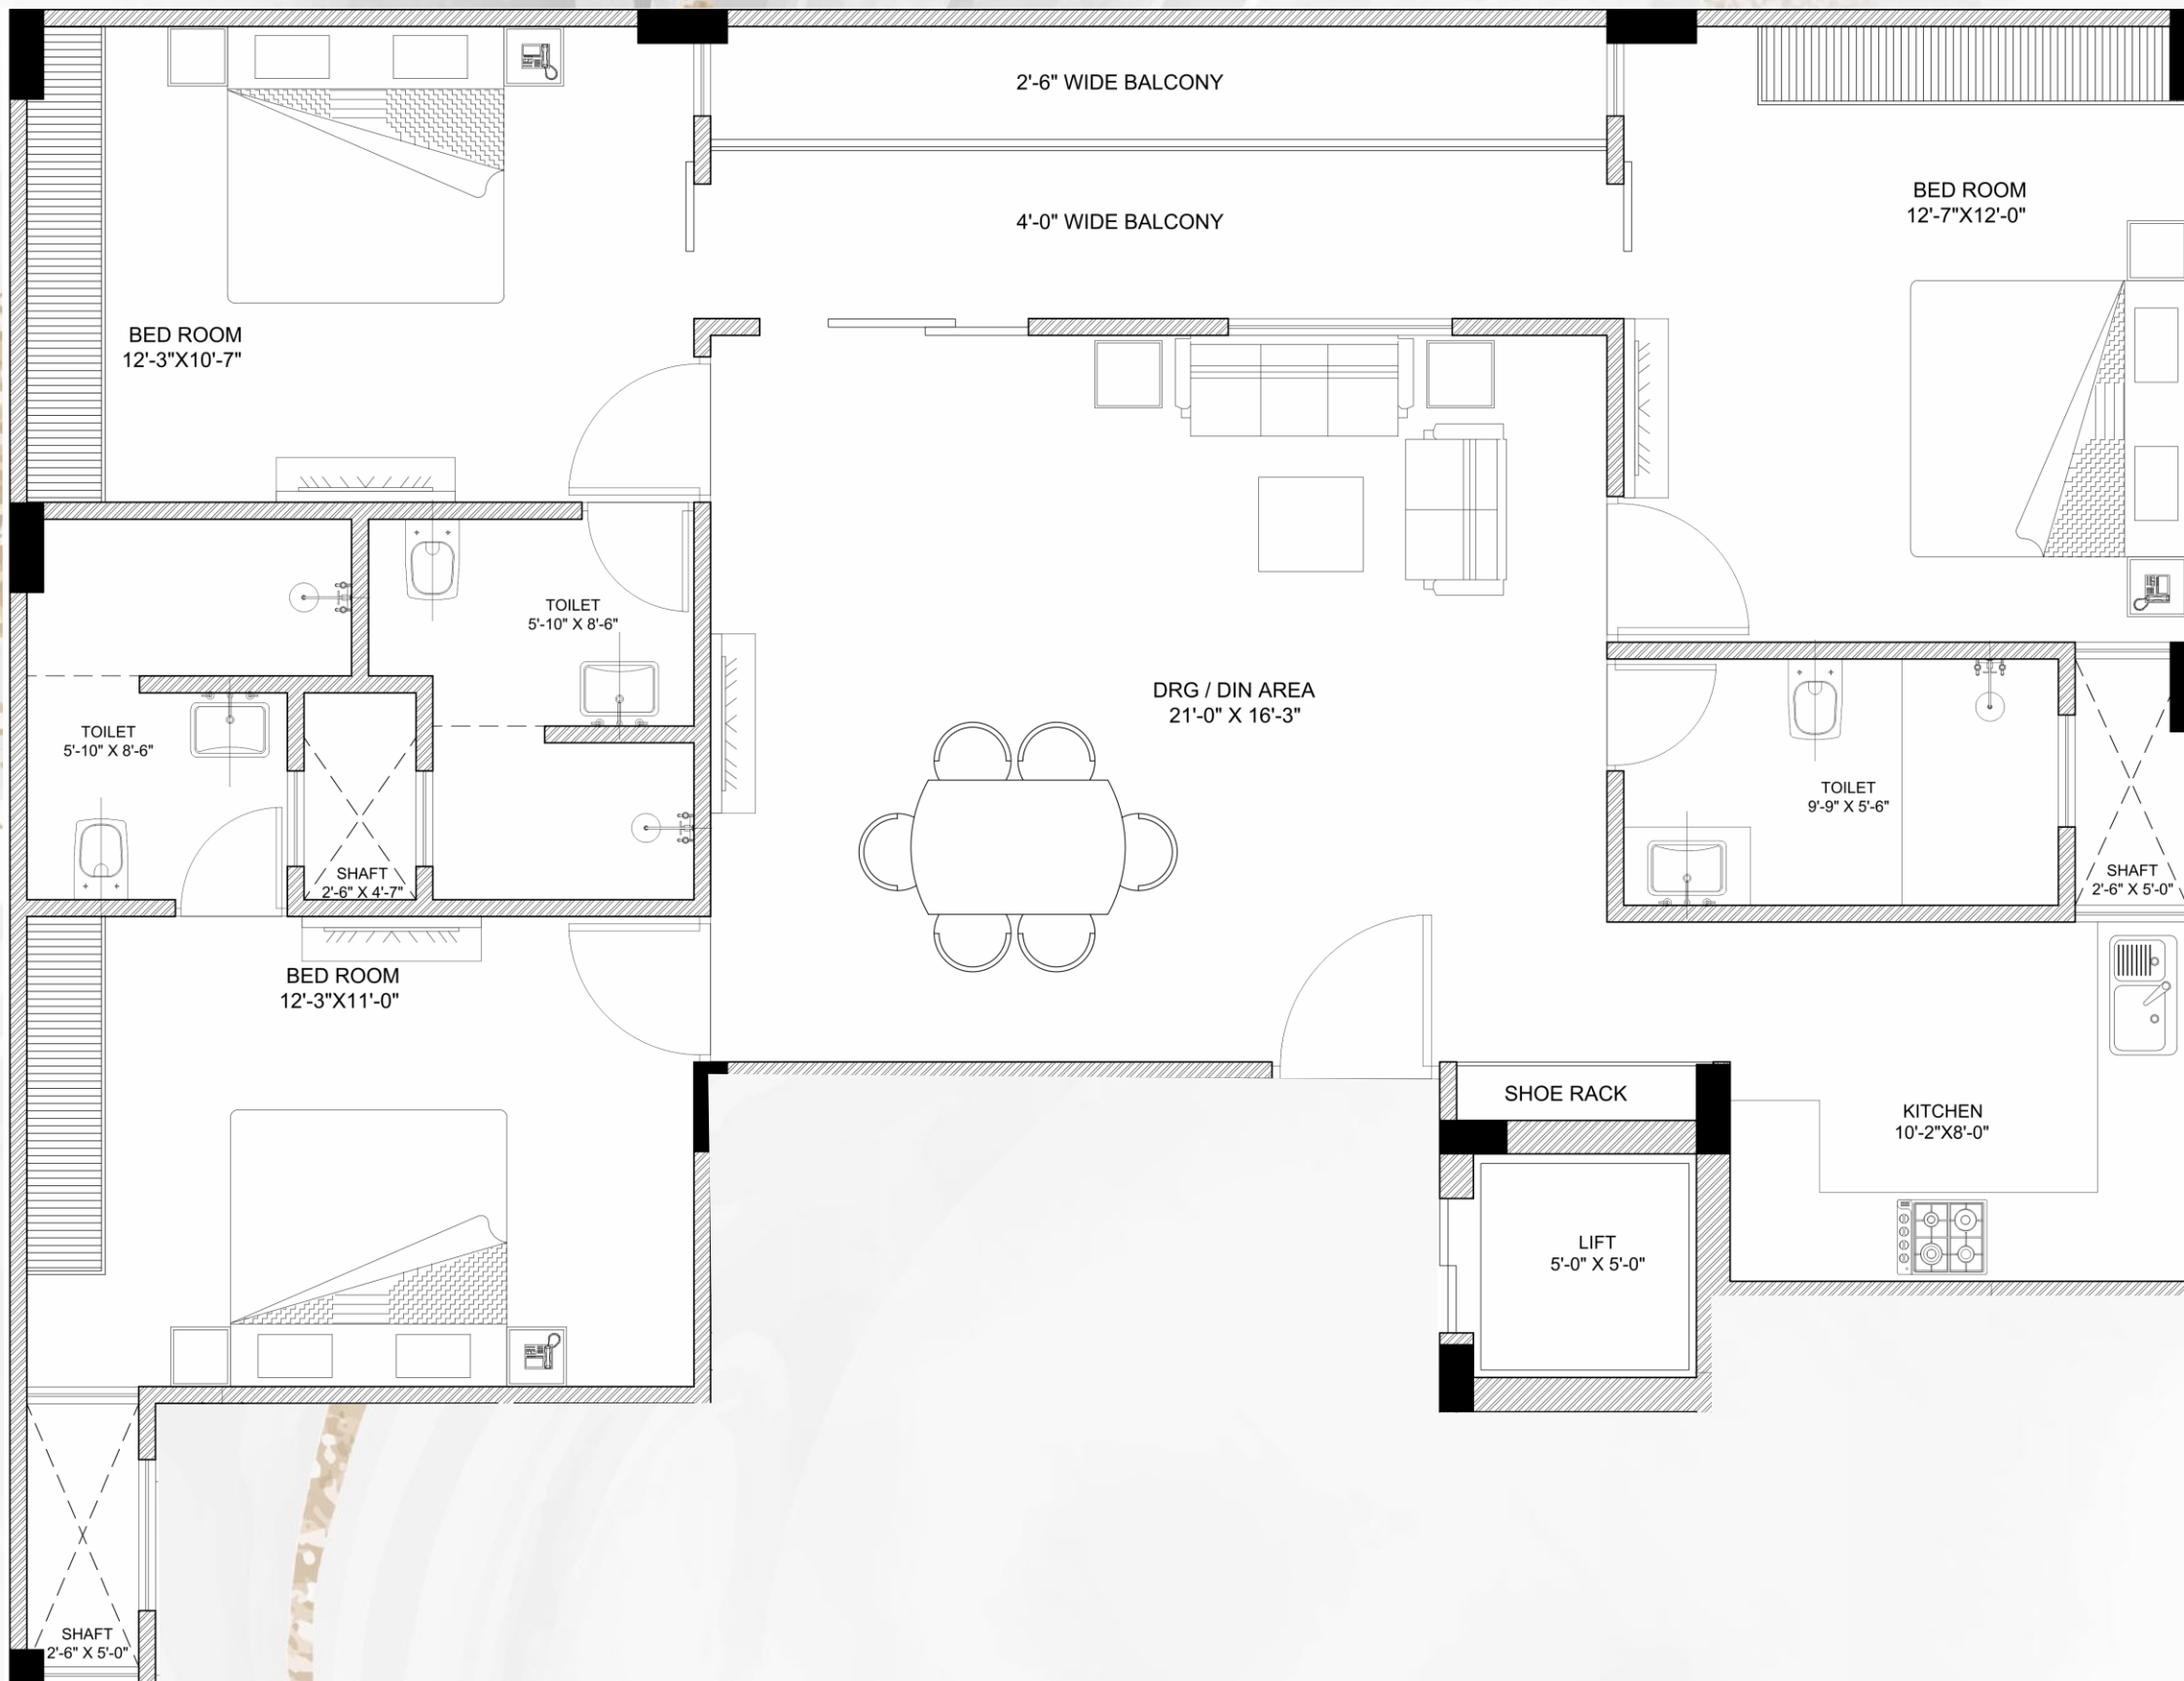 2'-6" WIDE BALCONY
4'-0" WIDE BALCONY
BED ROOM
12'-7"X12'-0"
BED ROOM
12'-3"X10'-7"
TOILET
5'-10" X 8'-6"
DRG / DIN AREA
21'-0" X 16'-3"
TOILET
5'-10" X 8'-6"
TOILET
9'-9" X 5'-6"
SHAFT
2'-6" X 4'-7"
SHAFT
2'-6" X 5'-0"
BED ROOM
12'-3"X11'-0"
SHOE RACK
KITCHEN
10'-2"X8'-0"
LIFT
5'-0" X 5'-0"
SHAFT
2'-6" X 5'-0"